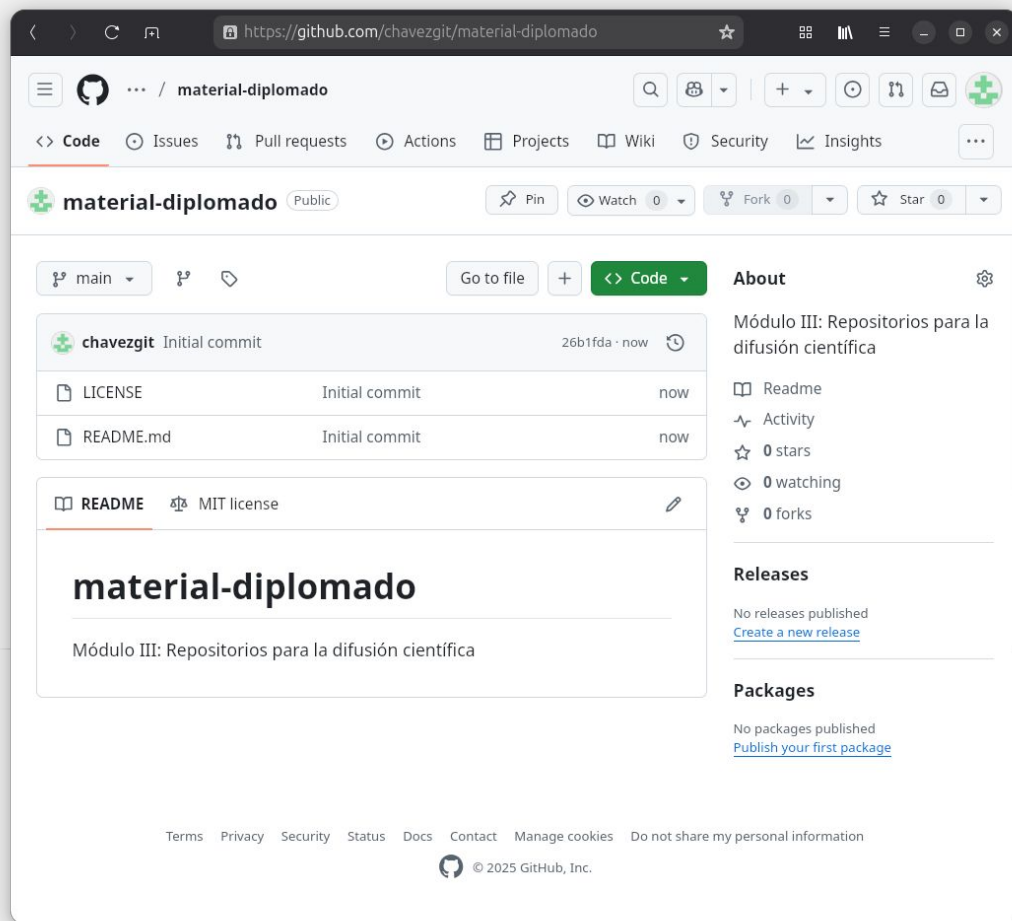 https://github.com/chavezgit/material-diplomado
... / material-diplomado
Code Issues Pull requests Actions Projects Wiki Security Insights
material-diplomado Public Pin Watch 0 Fork 0 Star 0
main Go to file Code
chavezgit Initial commit 26b1fda · now
LICENSE Initial commit now
README.md Initial commit now
README MIT license
material-diplomado
Módulo III: Repositorios para la difusión científica
About
Módulo III: Repositorios para la
difusión científica
Readme
Activity
0 stars
0 watching
0 forks
Releases
No releases published
Create a new release
Packages
No packages published
Publish your first package
Terms Privacy Security Status Docs Contact Manage cookies Do not share my personal information
© 2025 GitHub, Inc.